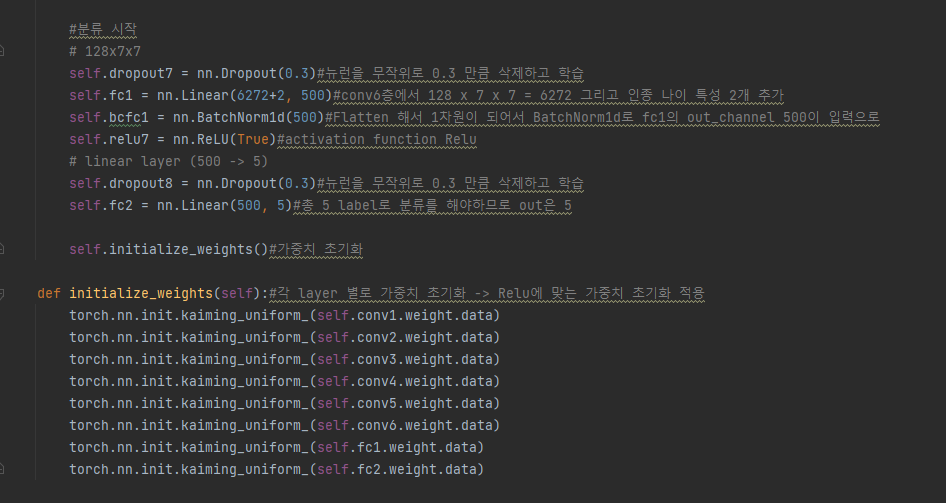 #분류 시작
# 128x7x7
self.dropout7 = nn.Dropout(0.3)#뉴런을 무작위로 0.3 만큼 삭제하고 학습
self.fc1 = nn.Linear(6272+2, 500)#conv6층에서 128 x 7 x 7 = 6272 그리고 인종 나이 특성 2개 추가
self.bcfc1 = nn.BatchNorm1d(500)#Flatten 해서 1차원이 되어서 BatchNorm1d로 fc1의 out_channel 500이 입력으로
self.relu7 = nn.ReLU(True)#activation function Relu
# linear layer (500 -> 5)
self.dropout8 = nn.Dropout(0.3)#뉴런을 무작위로 0.3 만큼 삭제하고 학습
self.fc2 = nn.Linear(500, 5)#총 5 label로 분류를 해야하므로 out은 5
self.initialize_weights()#가중치 초기화
def initialize_weights(self):#각 layer 별로 가중치 초기화 -> Relu에 맞는 가중치 초기화 적용
torch.nn.init.kaiming_uniform_(self.conv1.weight.data)
torch.nn.init.kaiming_uniform_(self.conv2.weight.data)
torch.nn.init.kaiming_uniform_(self.conv3.weight.data)
torch.nn.init.kaiming_uniform_(self.conv4.weight.data)
torch.nn.init.kaiming_uniform_(self.conv5.weight.data)
torch.nn.init.kaiming_uniform_(self.conv6.weight.data)
torch.nn.init.kaiming_uniform_(self.fc1.weight.data)
torch.nn.init.kaiming_uniform_(self.fc2.weight.data)